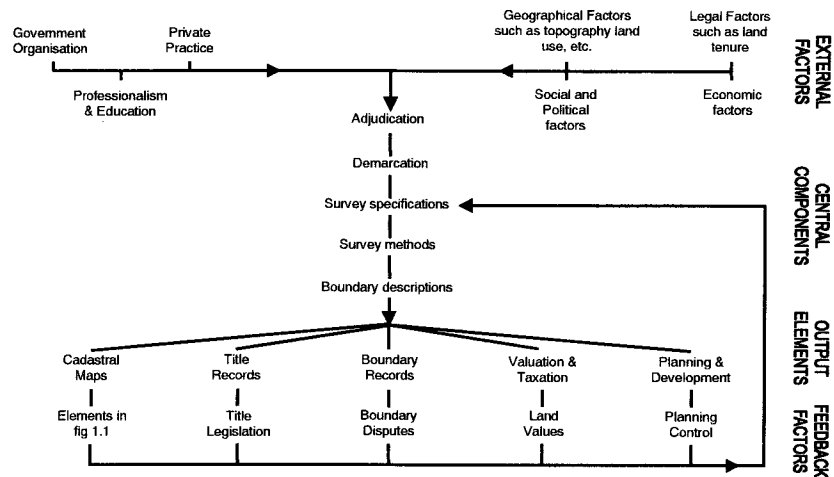 Government
Organisation
Private
Practice
Geographical Factors
such as topography land
use, etc.
Legal Factors
such as land
tenure
EXTERNAL
FACTORS
Professionalism
& Education
Social and
Political
factors
Economic
factors
Adjudication
Demarcation
Survey specifications
Survey methods
Boundary descriptions
CENTRAL
COMPONENTS
Cadastral
Maps
Title
Records
Boundary
Records
Valuation &
Taxation
Planning &
Development
OUTPUT
ELEMENTS
Elements in
fig 1.1
Title
Legislation
Boundary
Disputes
Land
Values
Planning
Control
FEEDBACK
FACTORS